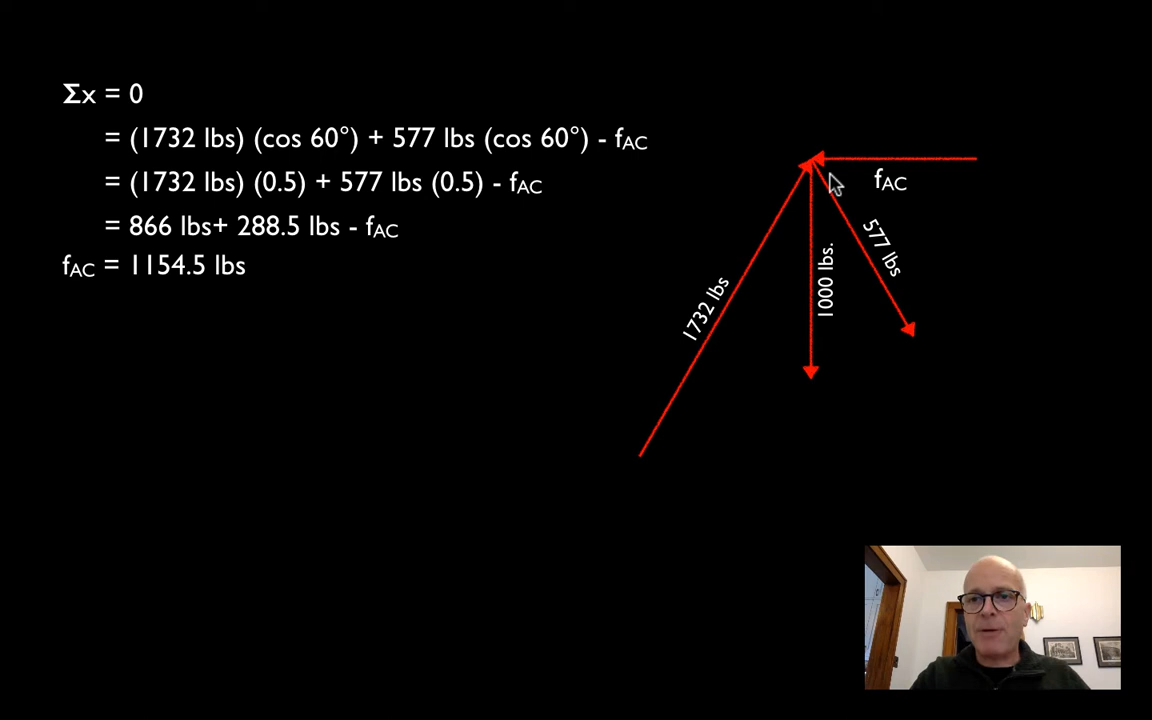 Σx = 0
= (1732 lbs) (cos 60°) + 577 lbs (cos 60°) - fAC
= (1732 lbs) (0.5) + 577 lbs (0.5) - fAC
= 866 lbs+ 288.5 lbs - fAC
fAC = 1154.5 lbs
fAC
577 lbs
1000 lbs.
1732 lbs